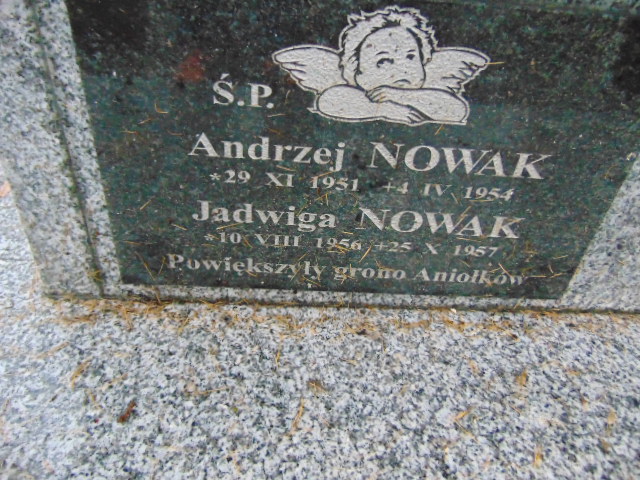 Ś.P.
Andrzej NOWAK
*29 XI 1951 +4 IV 1954
Jadwiga NOWAK
*10 VIII 1956 +25 X 1957
Powiększyły grono Aniołków